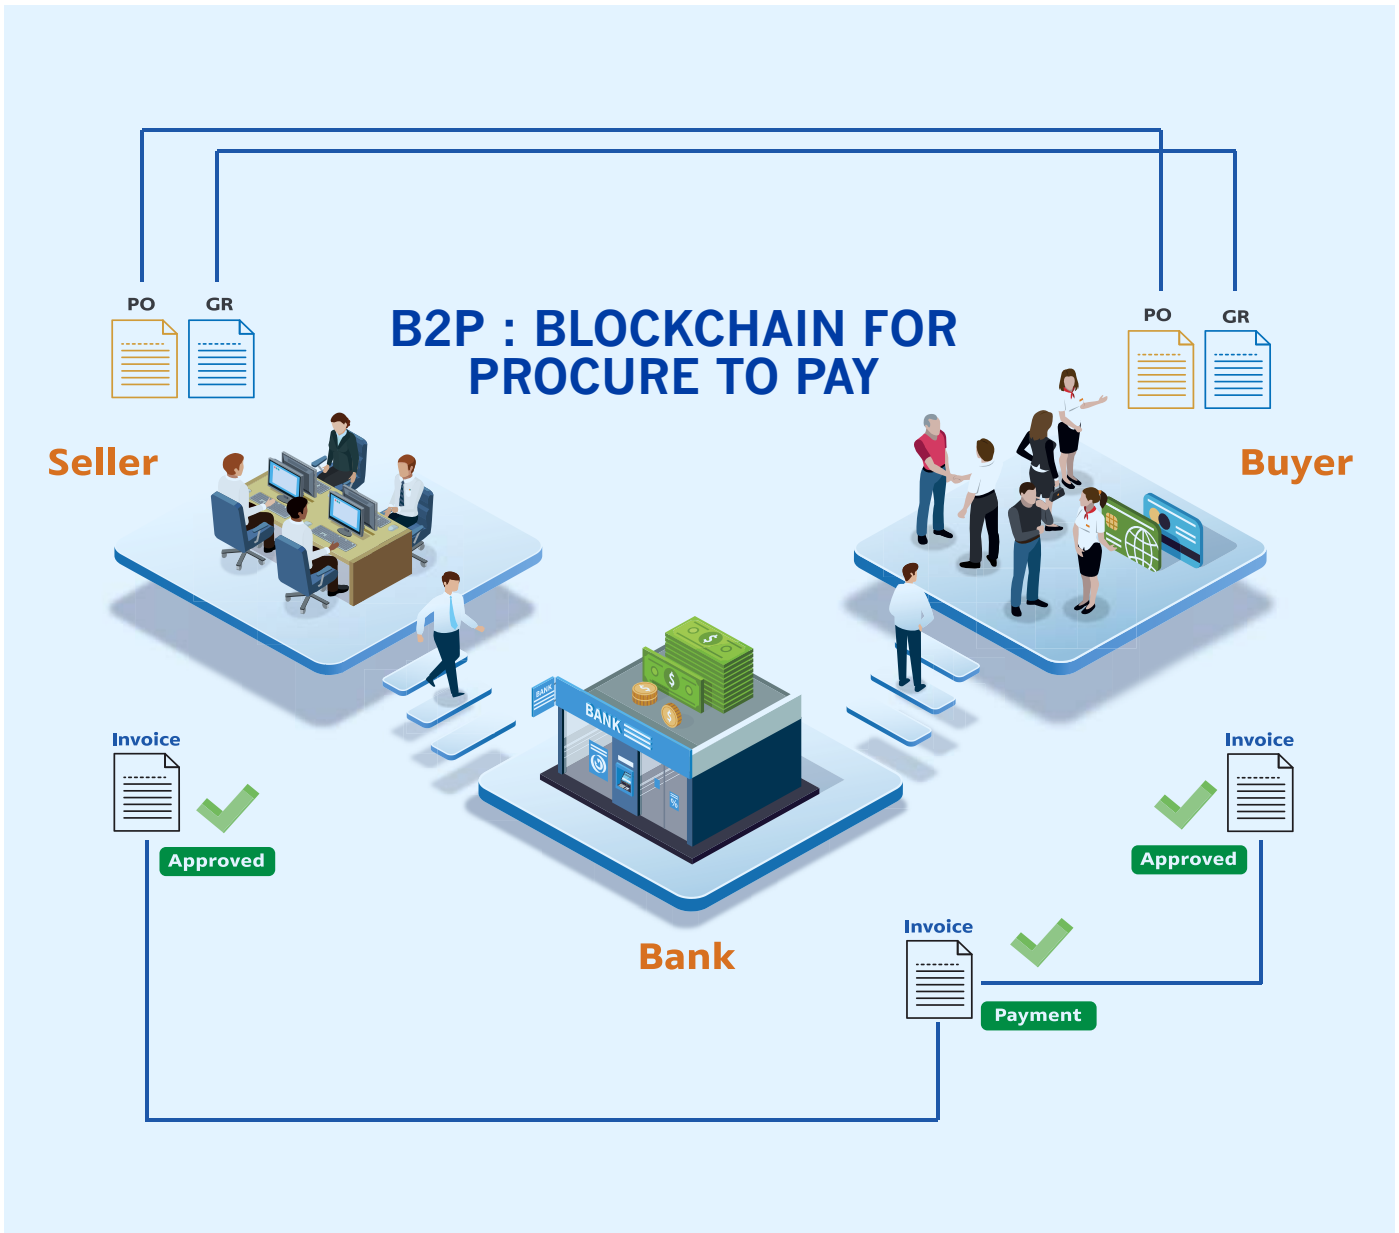 PO
GR
B2P : BLOCKCHAIN FOR
PROCURE TO PAY
PO
GR
Seller
Buyer
BANK
BANK
Invoice
Approved
Invoice
Approved
Bank
Invoice
Payment